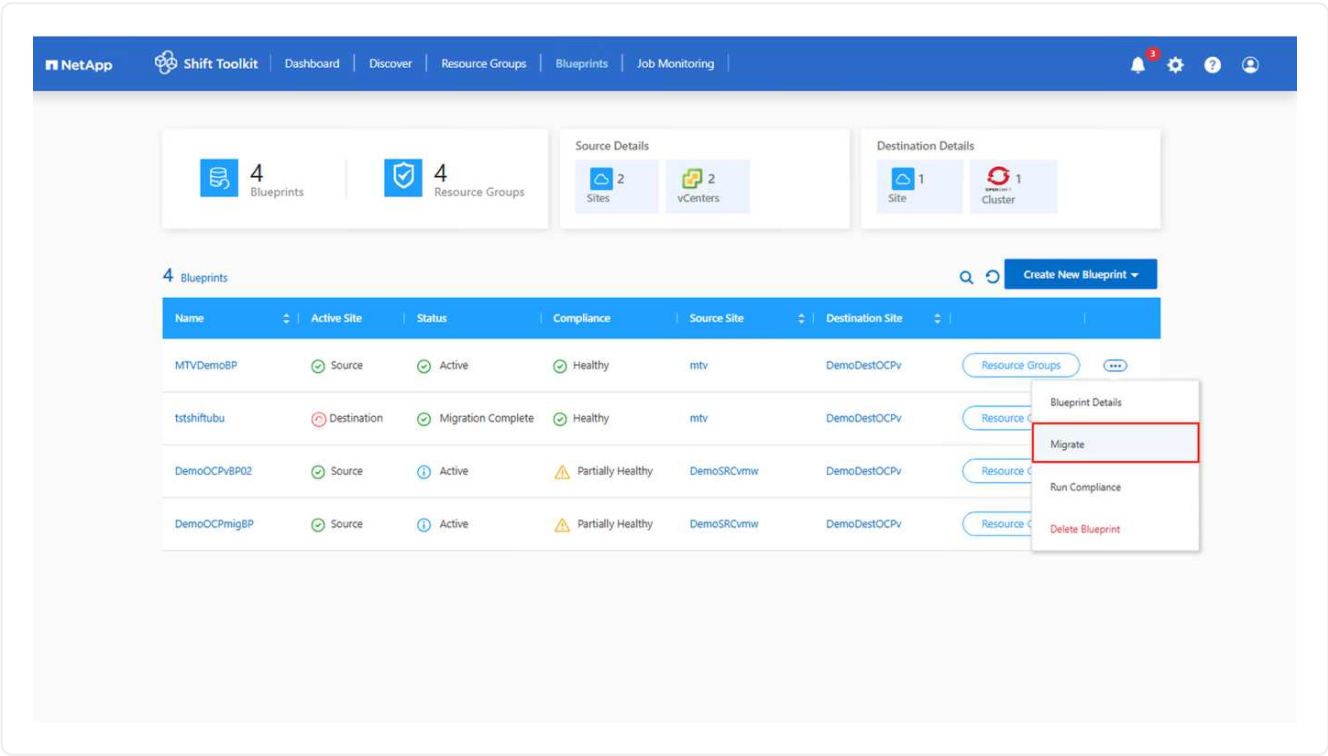 NetApp Shift Toolkit Dashboard Discover Resource Groups Blueprints Job Monitoring 3
4 Blueprints
4 Resource Groups
Source Details
2 Sites
2 vCenters
Destination Details
1 Site
1 Cluster
4 Blueprints Create New Blueprint
Name Active Site Status Compliance Source Site Destination Site
MTVDemoBP Source Active Healthy mtv DemoDestOCPv Resource Groups
tstshiftubu Destination Migration Complete Healthy mtv DemoDestOCPv Resource G
DemoOCPvBP02 Source Active Partially Healthy DemoSRCvmw DemoDestOCPv Resource G
DemoOCPmigBP Source Active Partially Healthy DemoSRCvmw DemoDestOCPv Resource G
Blueprint Details
Migrate
Run Compliance
Delete Blueprint